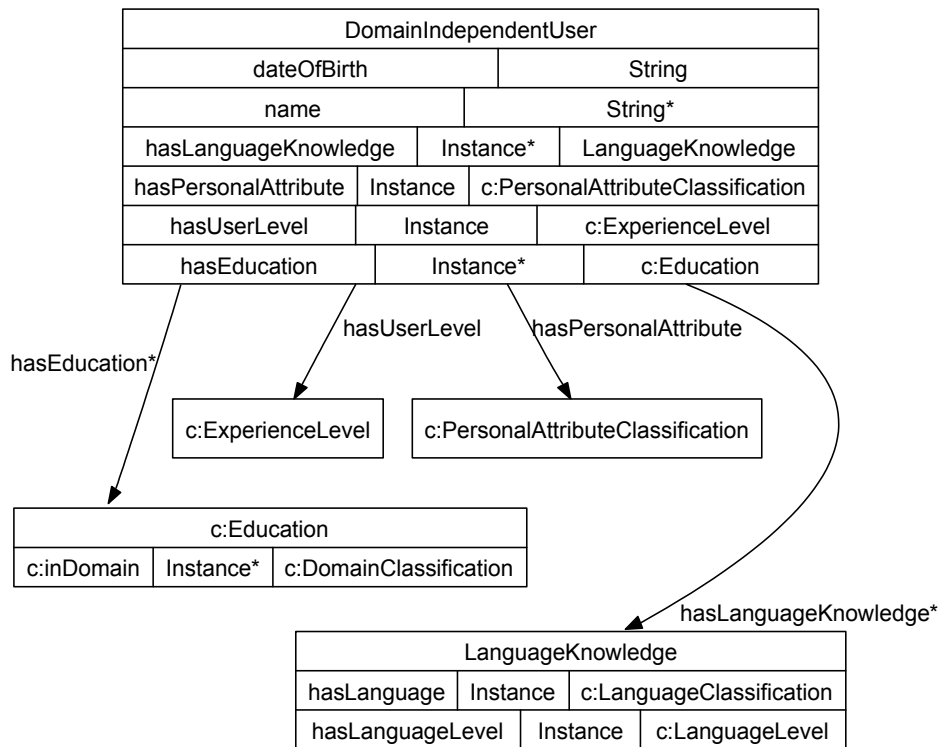 DomainIndependentUser
dateOfBirth String
name String*
hasLanguageKnowledge Instance* LanguageKnowledge
hasPersonalAttribute Instance c:PersonalAttributeClassification
hasUserLevel Instance c:ExperienceLevel
hasEducation Instance* c:Education
hasUserLevel hasPersonalAttribute
hasEducation*
c:ExperienceLevel c:PersonalAttributeClassification
c:Education
c:inDomain Instance* c:DomainClassification
hasLanguageKnowledge*
LanguageKnowledge
hasLanguage Instance c:LanguageClassification
hasLanguageLevel Instance c:LanguageLevel